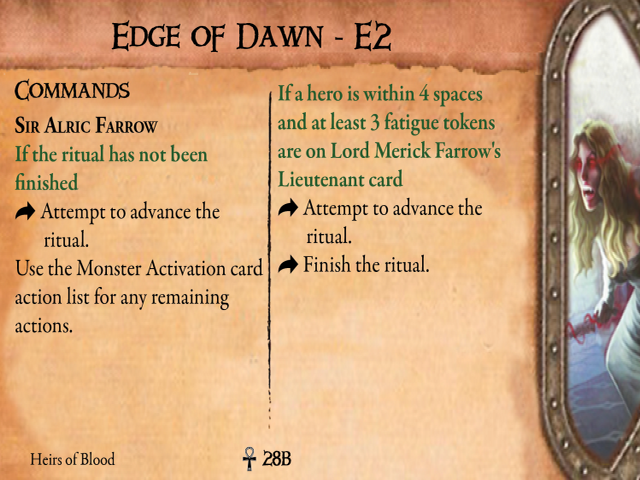 Edge of Dawn - E2
Commands
Sir Alric Farrow
If the ritual has not been
finished
Attempt to advance the
ritual.
Use the Monster Activation card
action list for any remaining
actions.
If a hero is within 4 spaces
and at least 3 fatigue tokens
are on Lord Merick Farrow's
Lieutenant card
Attempt to advance the
ritual.
Finish the ritual.
Heirs of Blood
28B